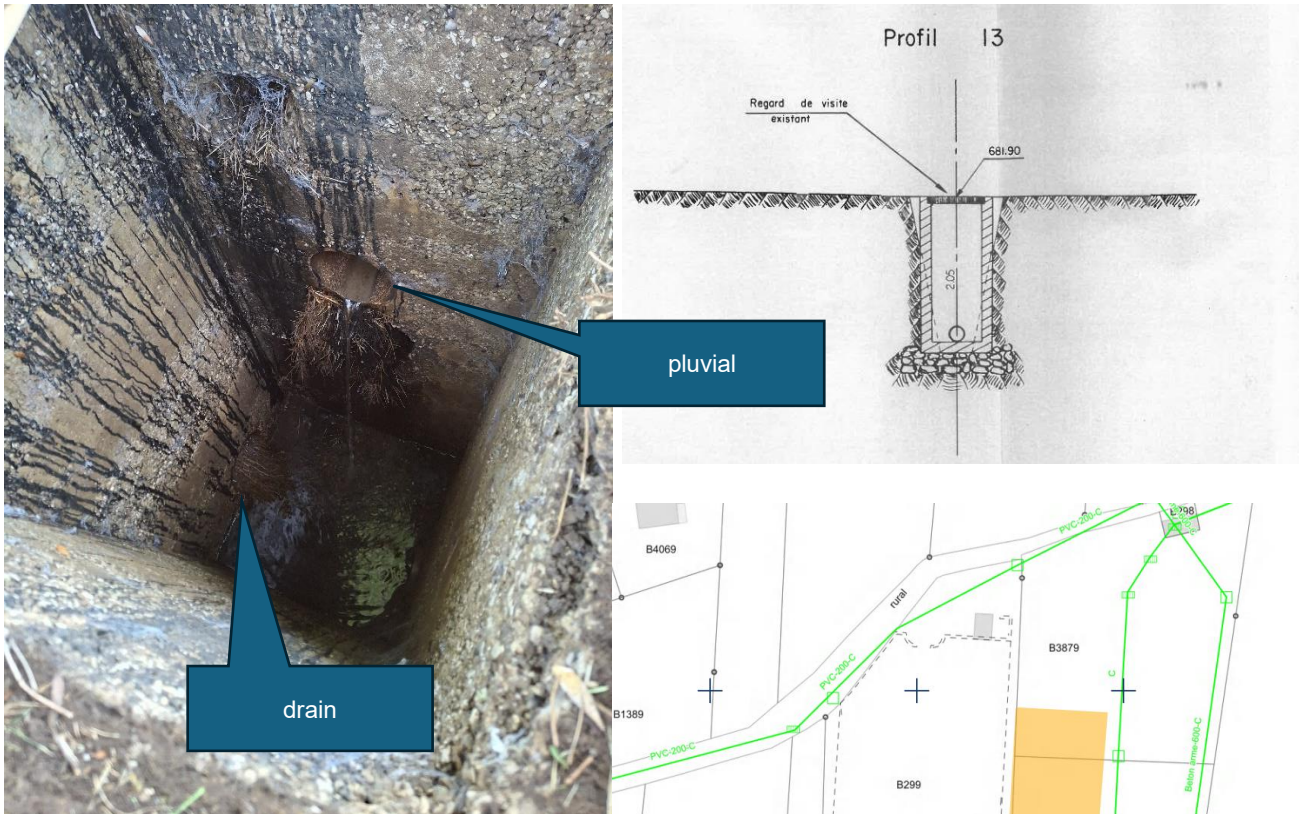 pluvial
drain
Profil 13
Regard de visite
existant
681.90
2.05
B4069
PVC-200-C
B298
rural
B3879
PVC-200-C
C
B1389
PVC-200-C
B299
Beton arme-600-C